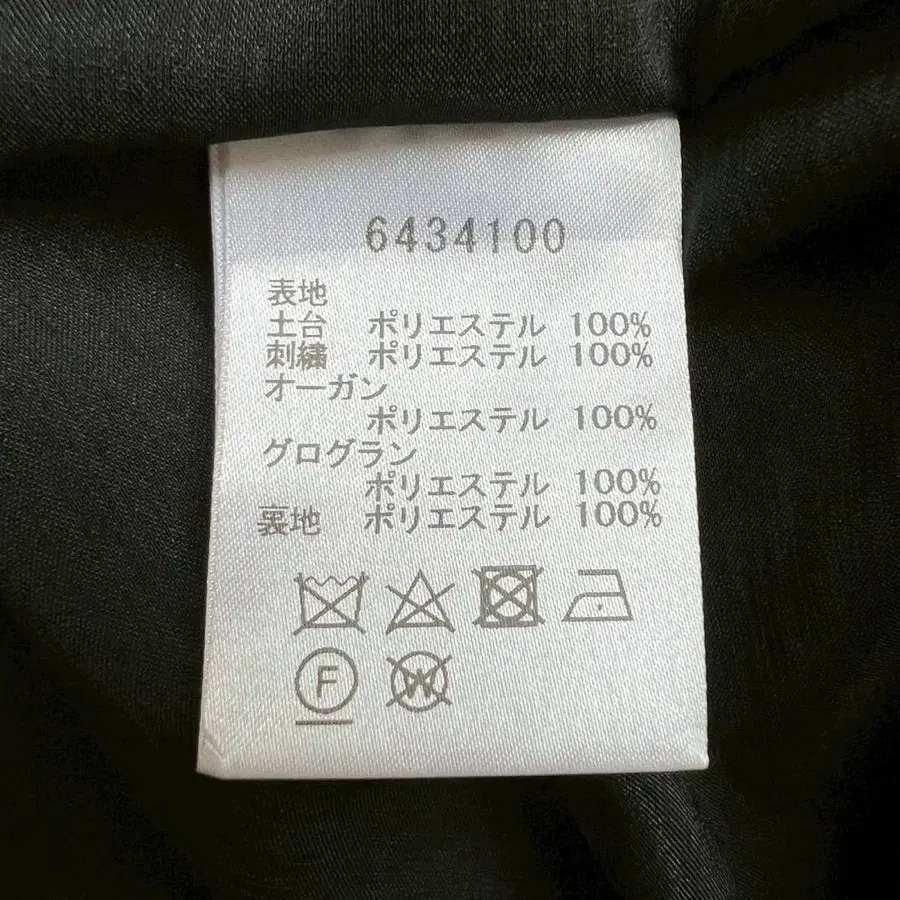 6434100
表地
土台 ポリエステル 100%
刺繍 ポリエステル 100%
オーガン
ポリエステル 100%
グログラン
ポリエステル 100%
裏地 ポリエステル 100%
F W